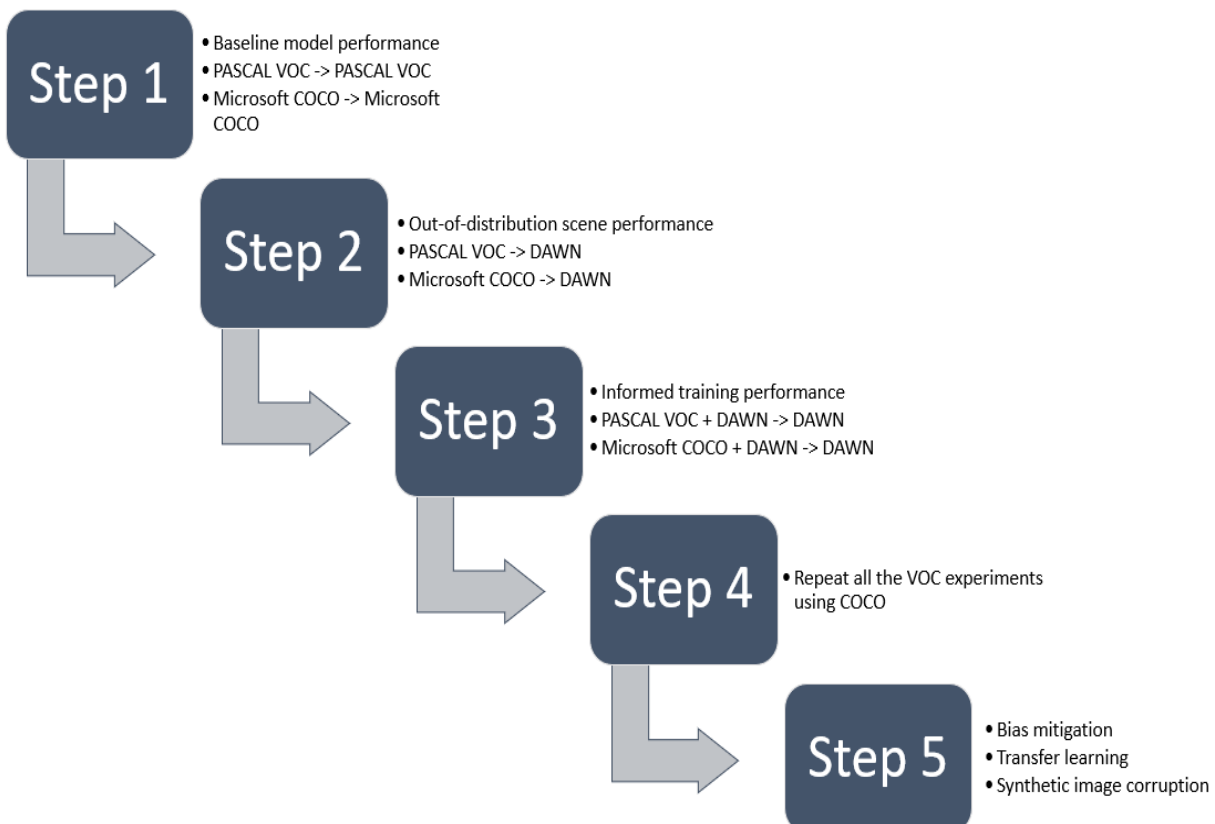 Step 1
• Baseline model performance
• PASCAL VOC -> PASCAL VOC
• Microsoft COCO -> Microsoft
COCO
Step 2
• Out-of-distribution scene performance
• PASCAL VOC -> DAWN
• Microsoft COCO -> DAWN
Step 3
• Informed training performance
• PASCAL VOC + DAWN -> DAWN
• Microsoft COCO + DAWN -> DAWN
Step 4
• Repeat all the VOC experiments
using COCO
Step 5
• Bias mitigation
• Transfer learning
• Synthetic image corruption